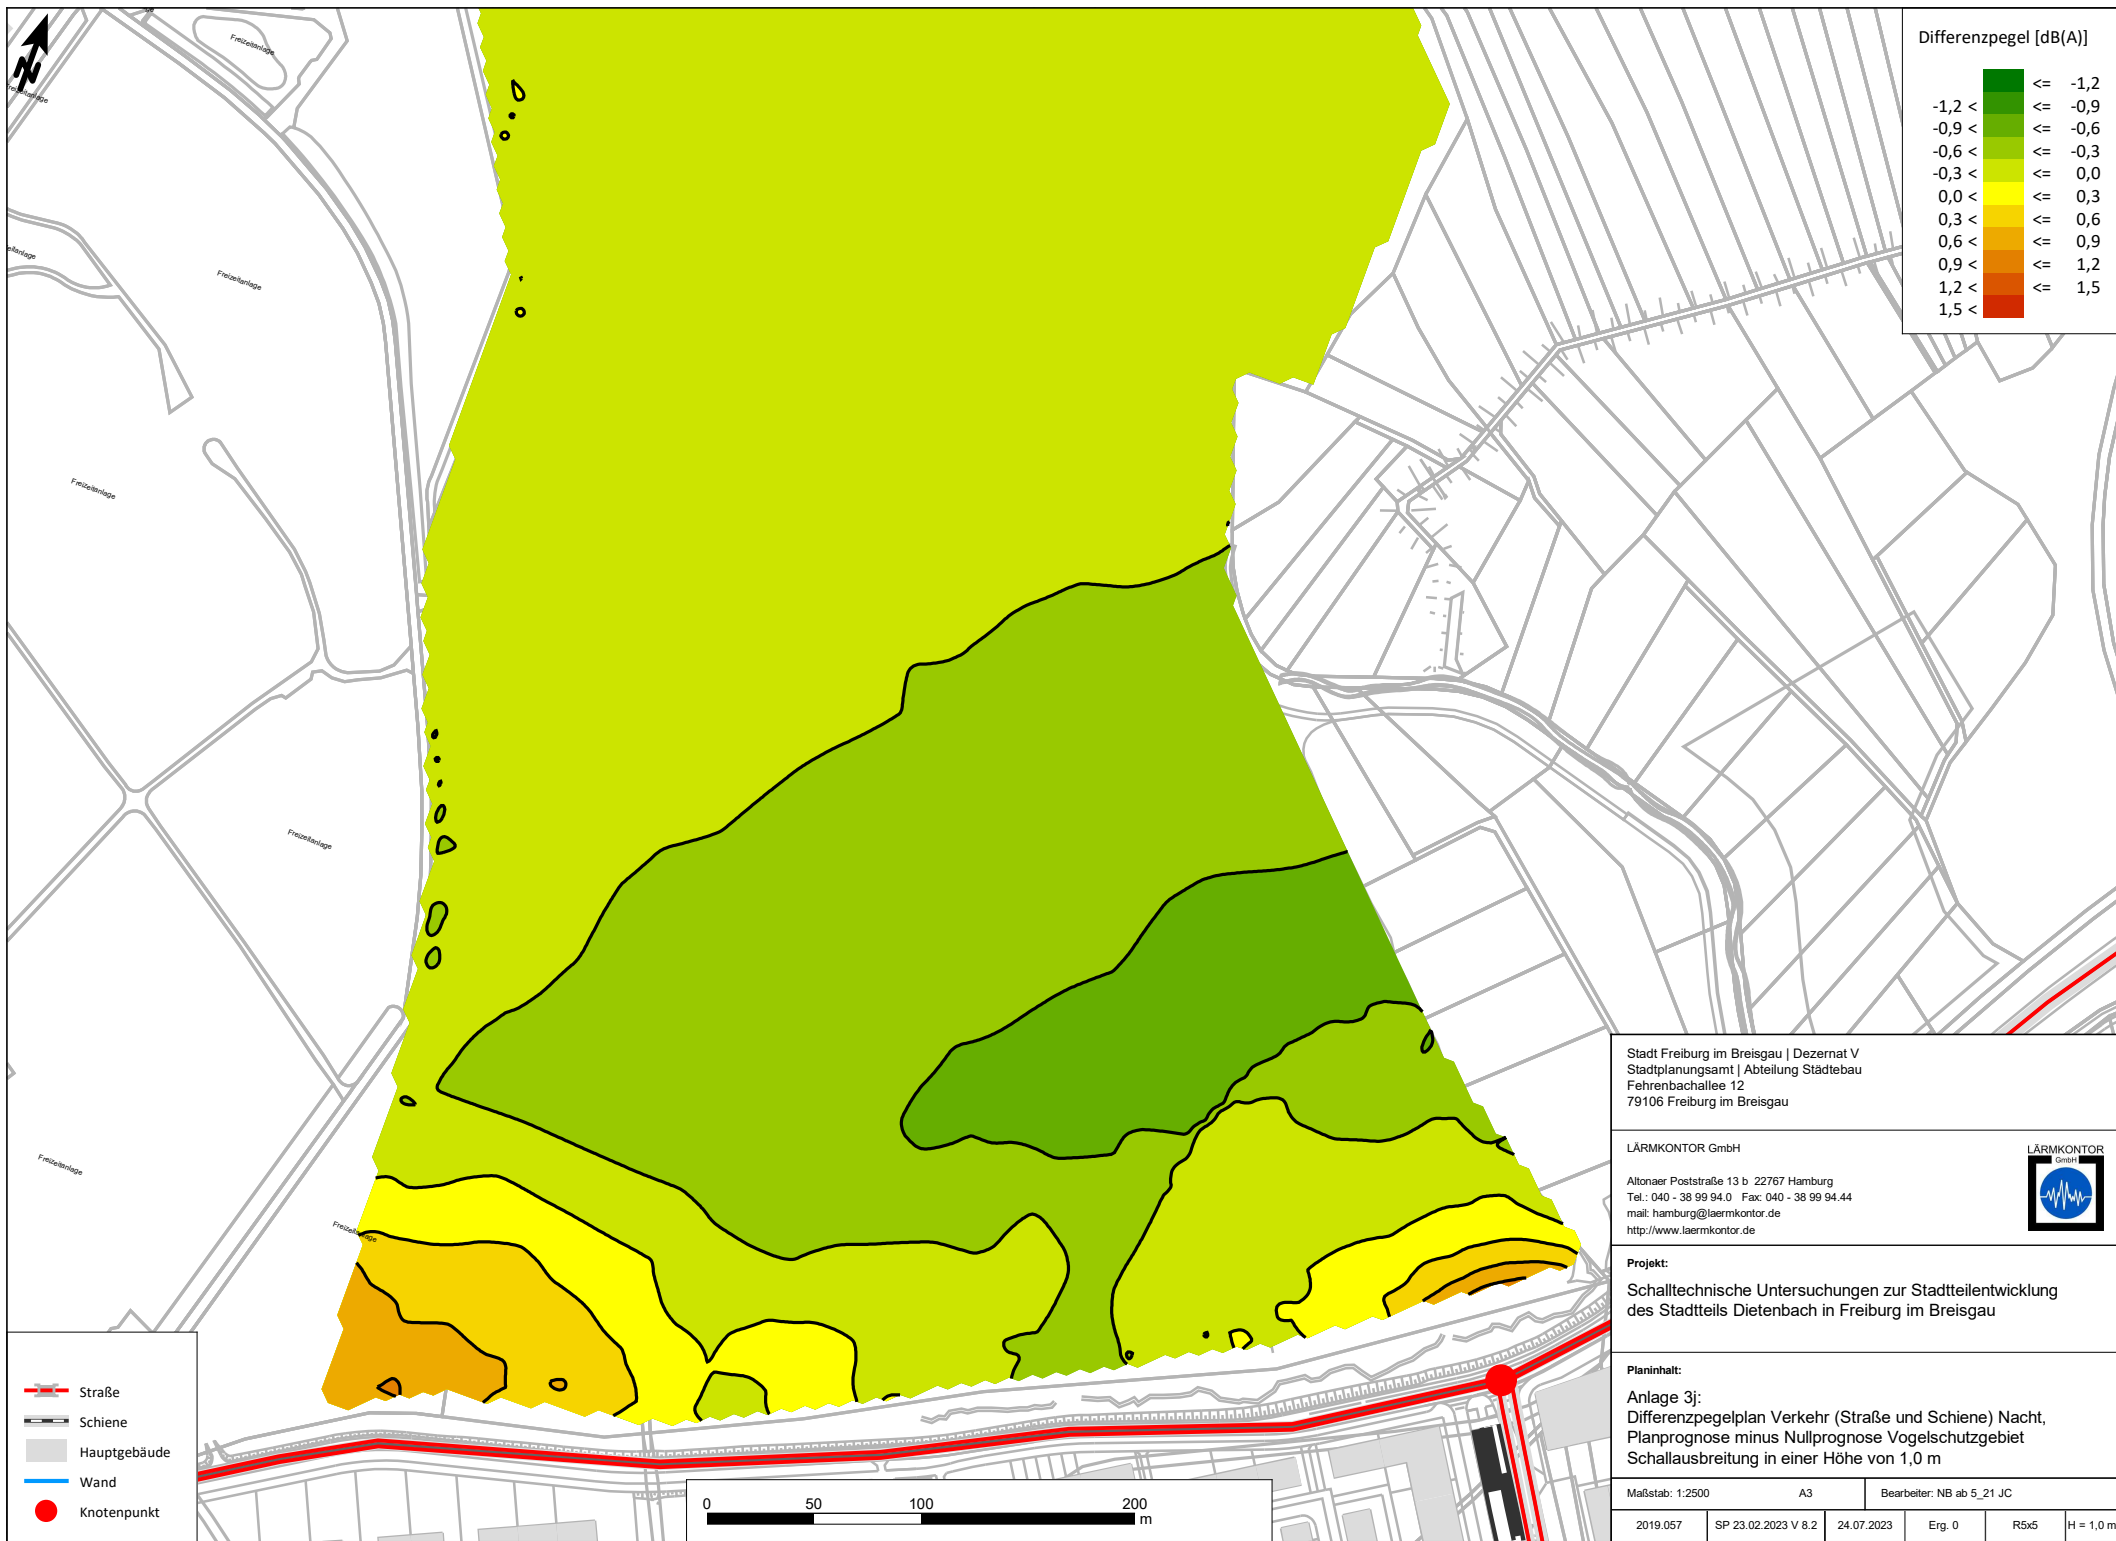 Freizeitanlage
Freizeitanlage
Freizeitanlage
Freizeitanlage
Freizeitanlage
Freizeitanlage
N
Differenzpegel [dB(A)]
<= -1,2
-1,2 < <= -0,9
-0,9 < <= -0,6
-0,6 < <= -0,3
-0,3 < <= 0,0
0,0 < <= 0,3
0,3 < <= 0,6
0,6 < <= 0,9
0,9 < <= 1,2
1,2 < <= 1,5
1,5 <
Straße
Schiene
Hauptgebäude
Wand
Knotenpunkt
0 50 100 200
m
Stadt Freiburg im Breisgau | Dezernat V
Stadtplanungsamt | Abteilung Städtebau
Fehrenbachallee 12
79106 Freiburg im Breisgau
LÄRMKONTOR GmbH
Altonaer Poststraße 13 b 22767 Hamburg
Tel.: 040 - 38 99 94.0 Fax: 040 - 38 99 94.44
mail: hamburg@laermkontor.de
http://www.laermkontor.de
LÄRMKONTOR
GmbH
Projekt:
Schalltechnische Untersuchungen zur Stadtteilentwicklung
des Stadtteils Dietenbach in Freiburg im Breisgau
Planinhalt:
Anlage 3j:
Differenzpegelplan Verkehr (Straße und Schiene) Nacht,
Planprognose minus Nullprognose Vogelschutzgebiet
Schallausbreitung in einer Höhe von 1,0 m
Maßstab: 1:2500 A3 Bearbeiter: NB ab 5_21 JC
2019.057 SP 23.02.2023 V 8.2 24.07.2023 Erg. 0 R5x5 H = 1,0 m